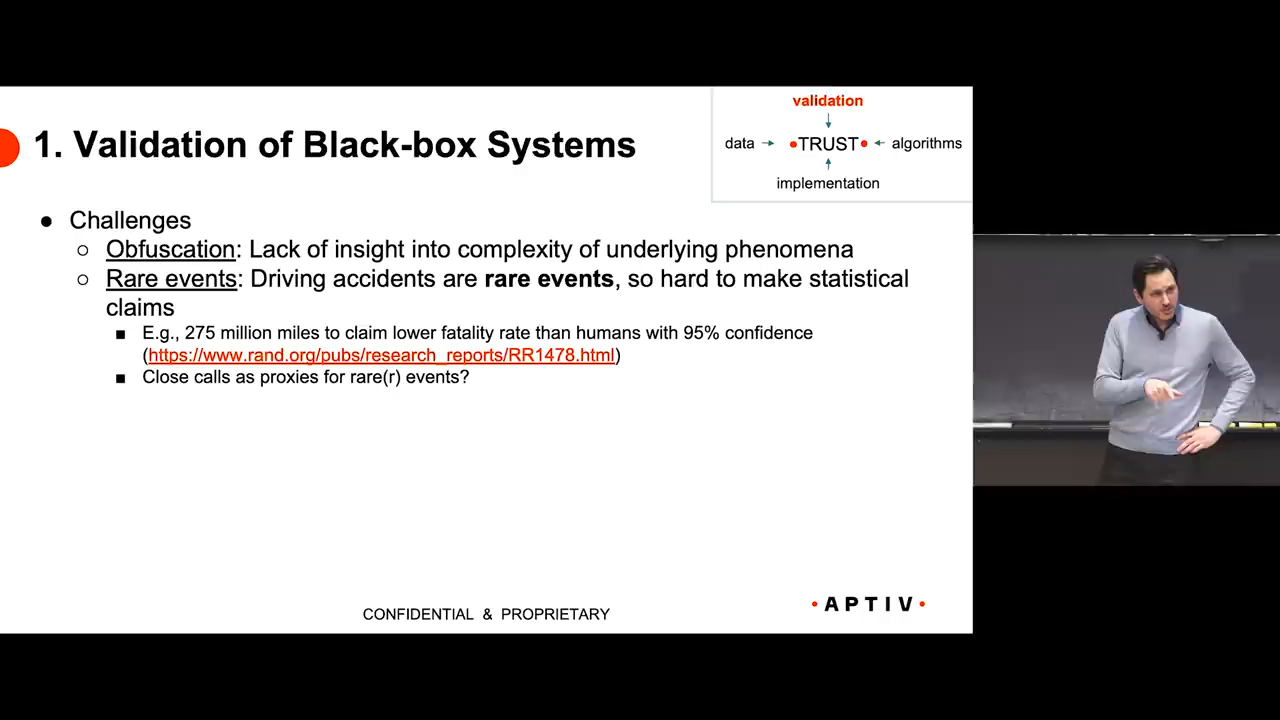 validation
1. Validation of Black-box Systems
data → •TRUST• ← algorithms
implementation
● Challenges
○ Obfuscation: Lack of insight into complexity of underlying phenomena
○ Rare events: Driving accidents are rare events, so hard to make statistical
claims
■ E.g., 275 million miles to claim lower fatality rate than humans with 95% confidence
(https://www.rand.org/pubs/research_reports/RR1478.html)
■ Close calls as proxies for rare(r) events?
CONFIDENTIAL & PROPRIETARY
• A P T I V •